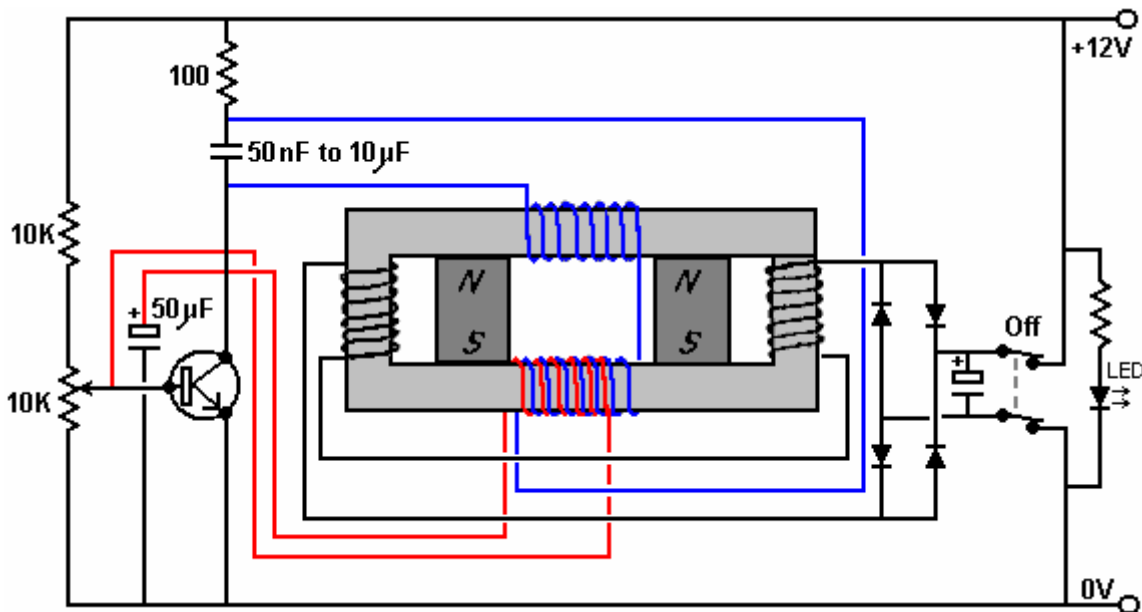 +12V
100
50nF to 10µF
10K
N
N
50µF
+
S
S
Off
+
LED
10K
0V